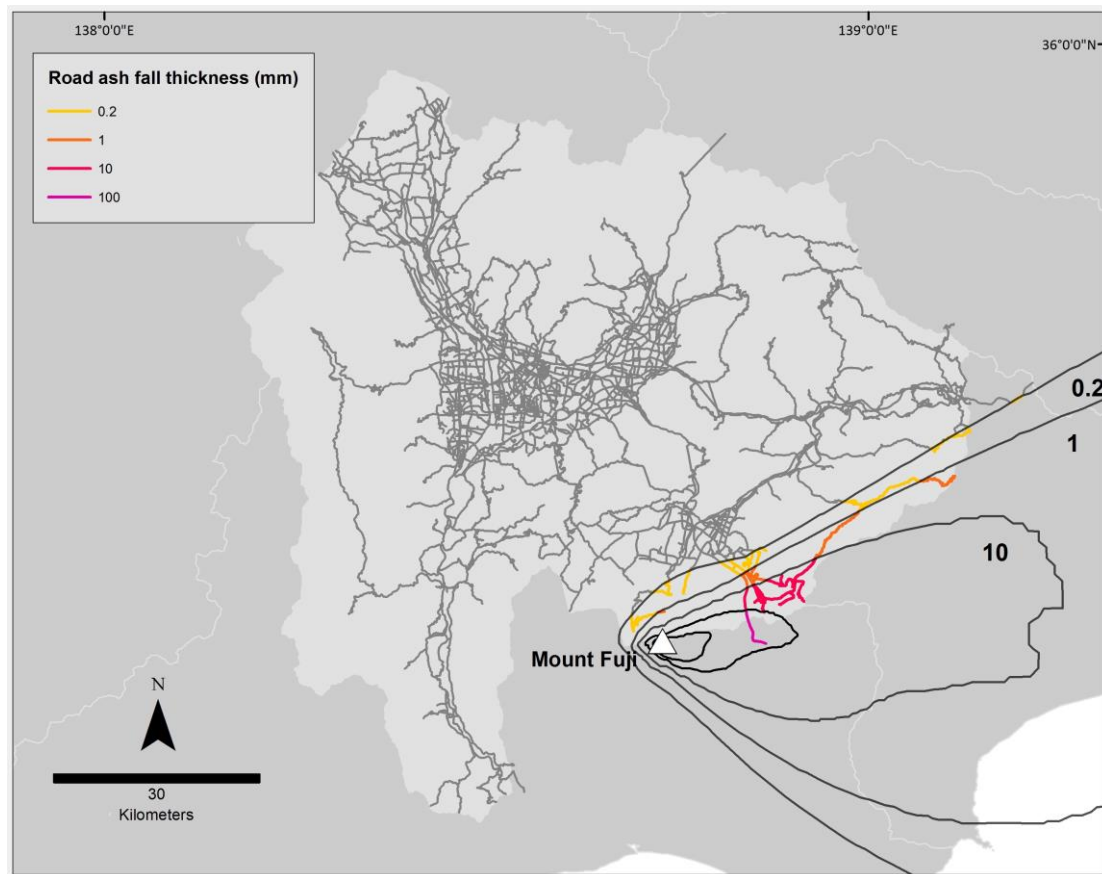 138°0'0"E
139°0'0"E
36°0'0"N
Road ash fall thickness (mm)
0.2
1
10
100
0.2
1
10
Mount Fuji
N
30
Kilometers